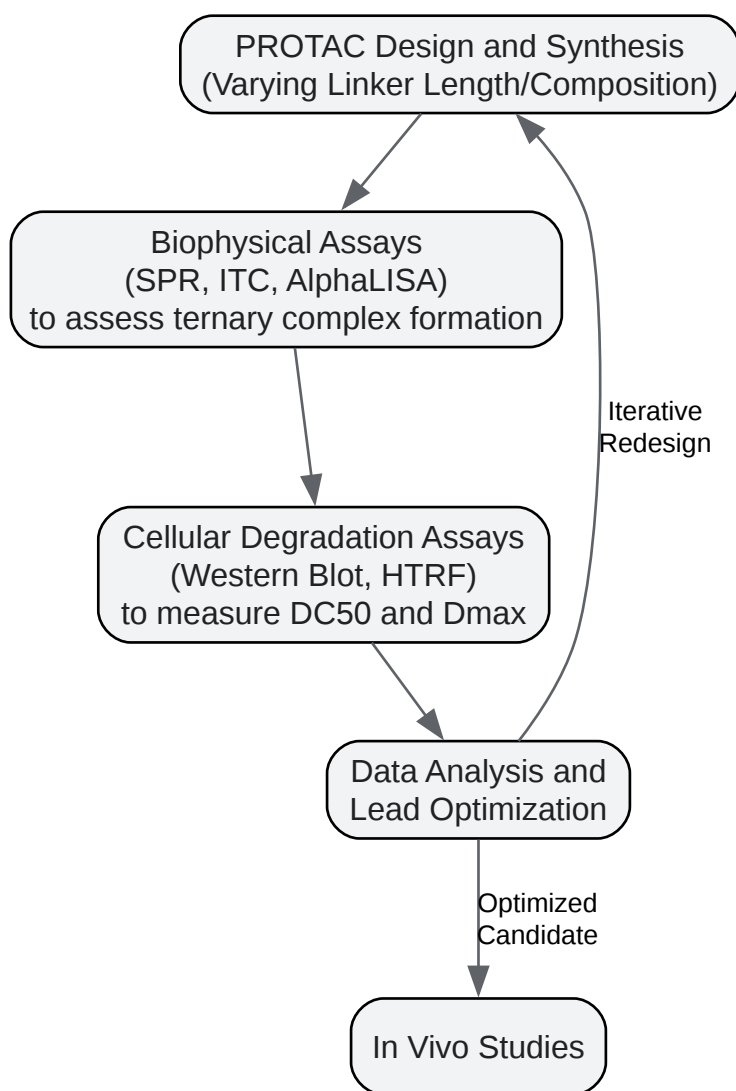 PROTAC Design and Synthesis
(Varying Linker Length/Composition)
Biophysical Assays
(SPR, ITC, AlphaLISA)
to assess ternary complex formation
Iterative
Redesign
Cellular Degradation Assays
(Western Blot, HTRF)
to measure DC50 and Dmax
Data Analysis and
Lead Optimization
Optimized
Candidate
In Vivo Studies